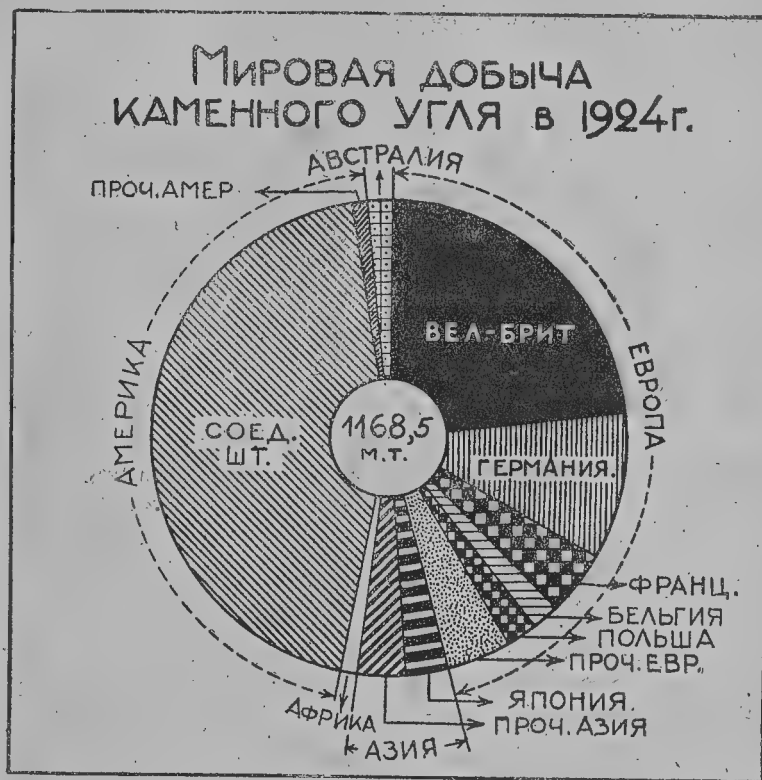 МИРОВАЯ ДОБЫЧА
КАМЕННОГО УГЛЯ в 1924г.
АВСТРАЛИЯ
ПРОЧ.АМЕР
ВЕЛ-БРИТ
ЕВРОПА
АМЕРИКА
СОЕД.
ШТ.
1168,5
М.Т.
ГЕРМАНИЯ.
ФРАНЦ.
БЕЛЬГИЯ
ПОЛЬША
ПРОЧ.ЕВР.
ЯПОНИЯ.
ПРОЧ.АЗИЯ
АФРИКА
АЗИЯ